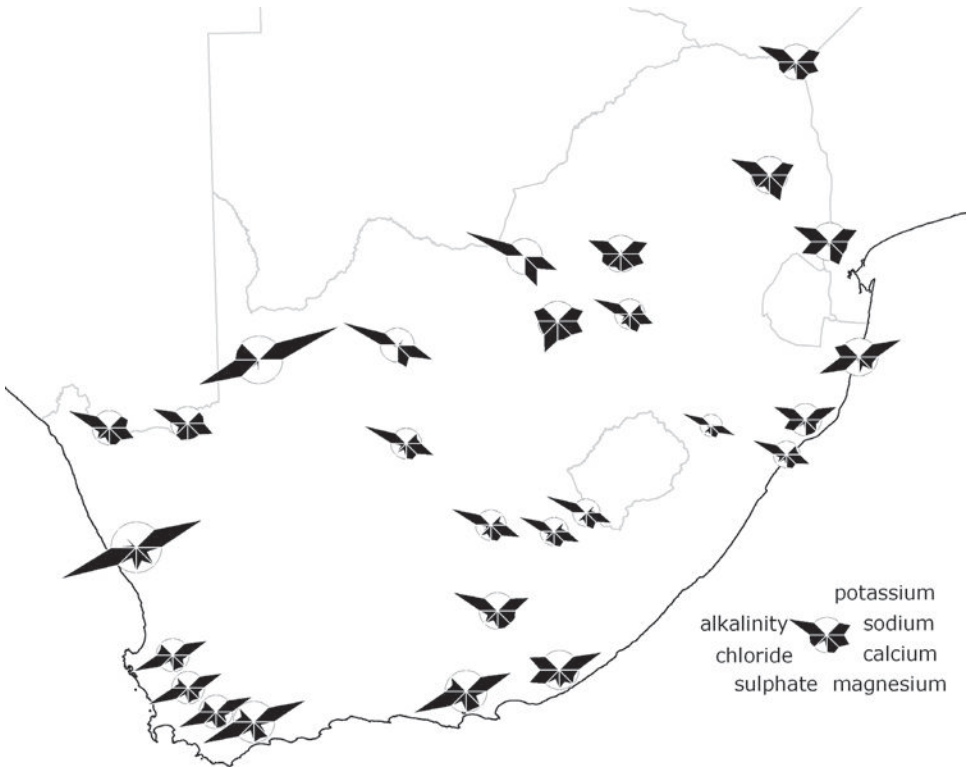 potassium
alkalinity sodium
chloride calcium
sulphate magnesium